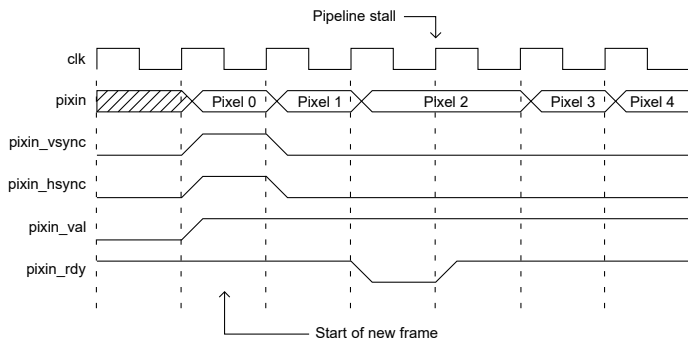 Pipeline stall
clk
pixin
Pixel 0
Pixel 1
PIxel 2
Pixel 3
Pixel 4
pixin_vsync
pixin_hsync
pixin_val
pixin_rdy
Start of new frame